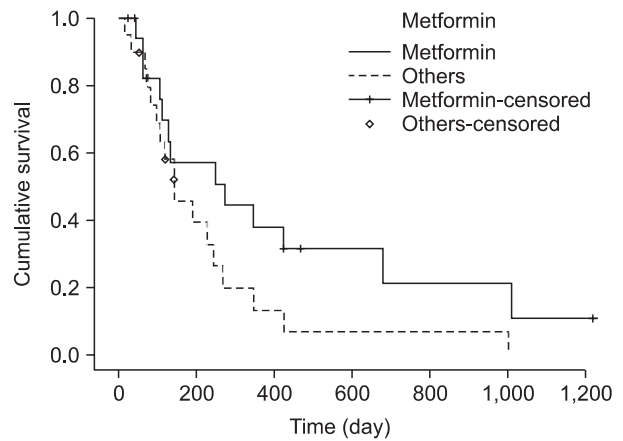 Metformin
Metformin
Others
Metformin-censored
Others-censored
Cumulative survival
1.0
0.8
0.6
0.4
0.2
0.0
0 200 400 600 800 1,000 1,200
Time (day)